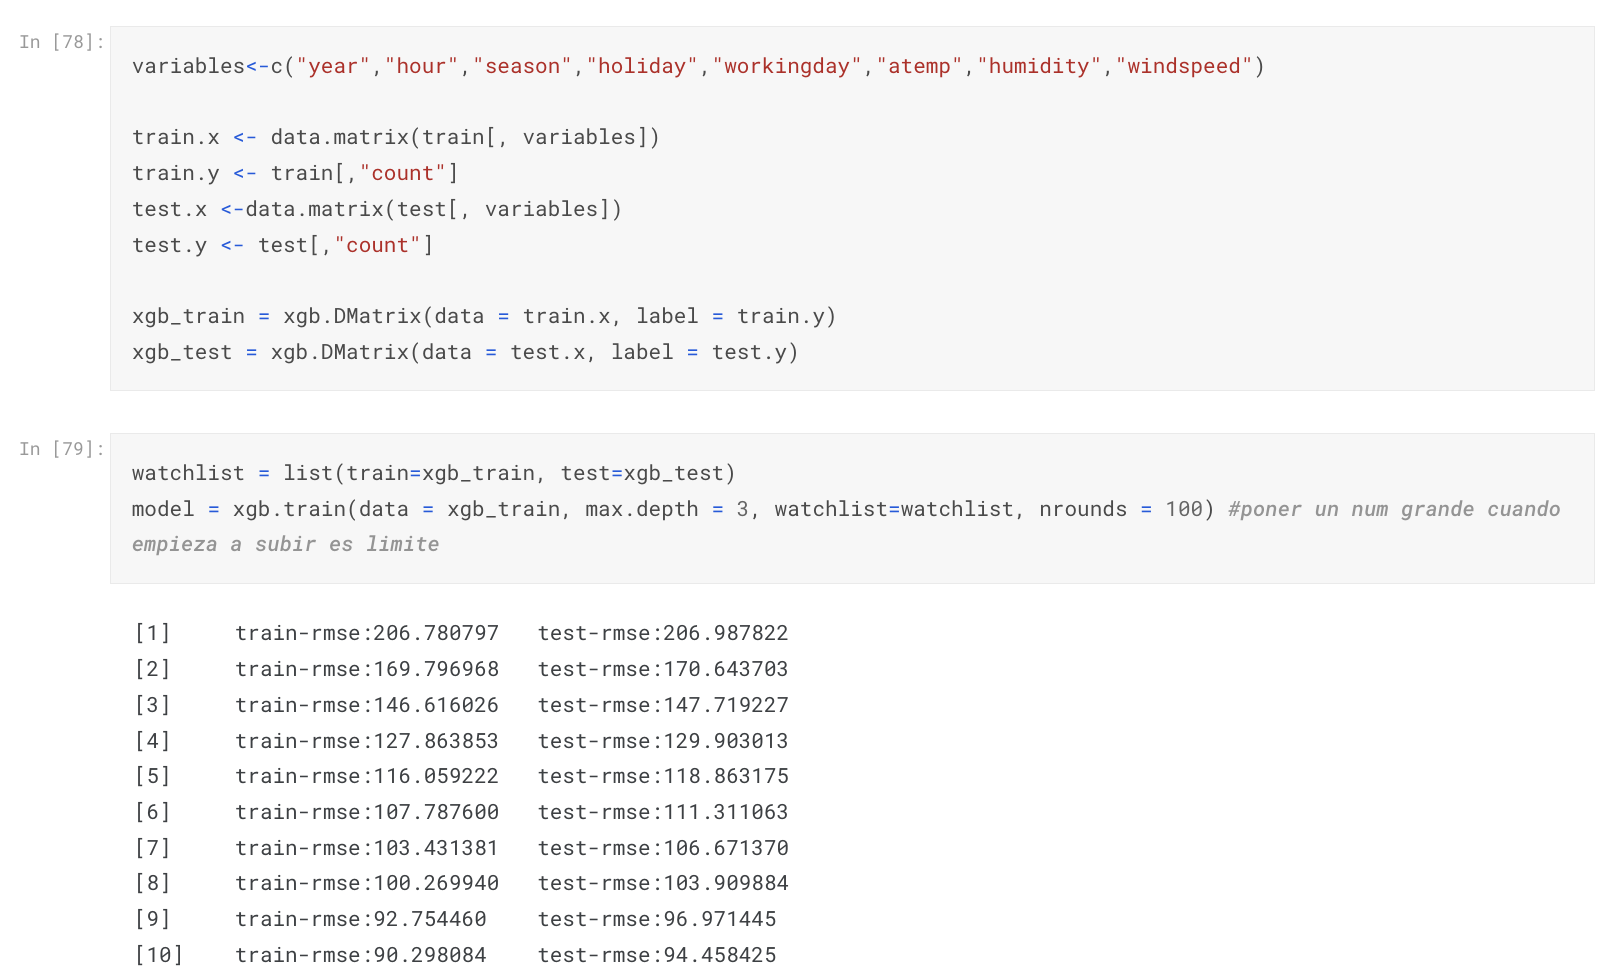 In [78]:
variables<-c("year","hour","season","holiday","workingday","atemp","humidity","windspeed")
train.x <- data.matrix(train[, variables])
train.y <- train[,"count"]
test.x <-data.matrix(test[, variables])
test.y <- test[,"count"]
xgb_train = xgb.DMatrix(data = train.x, label = train.y)
xgb_test = xgb.DMatrix(data = test.x, label = test.y)
In [79]:
watchlist = list(train=xgb_train, test=xgb_test)
model = xgb.train(data = xgb_train, max.depth = 3, watchlist=watchlist, nrounds = 100) #poner un num grande cuando
empieza a subir es limite
[1] train-rmse:206.780797 test-rmse:206.987822
[2] train-rmse:169.796968 test-rmse:170.643703
[3] train-rmse:146.616026 test-rmse:147.719227
[4] train-rmse:127.863853 test-rmse:129.903013
[5] train-rmse:116.059222 test-rmse:118.863175
[6] train-rmse:107.787600 test-rmse:111.311063
[7] train-rmse:103.431381 test-rmse:106.671370
[8] train-rmse:100.269940 test-rmse:103.909884
[9] train-rmse:92.754460 test-rmse:96.971445
[10] train-rmse:90.298084 test-rmse:94.458425